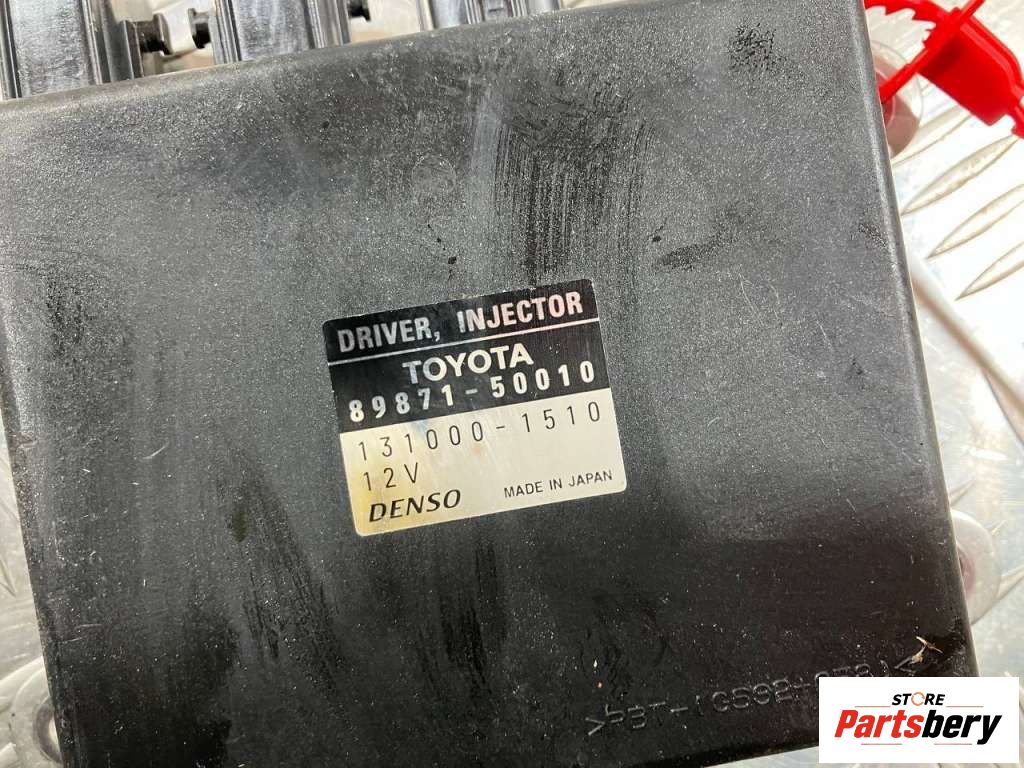 DRIVER, INJECTOR
TOYOTA
89871-50010
131000-1510
12V
DENSO MADE IN JAPAN
STORE
Partsbery